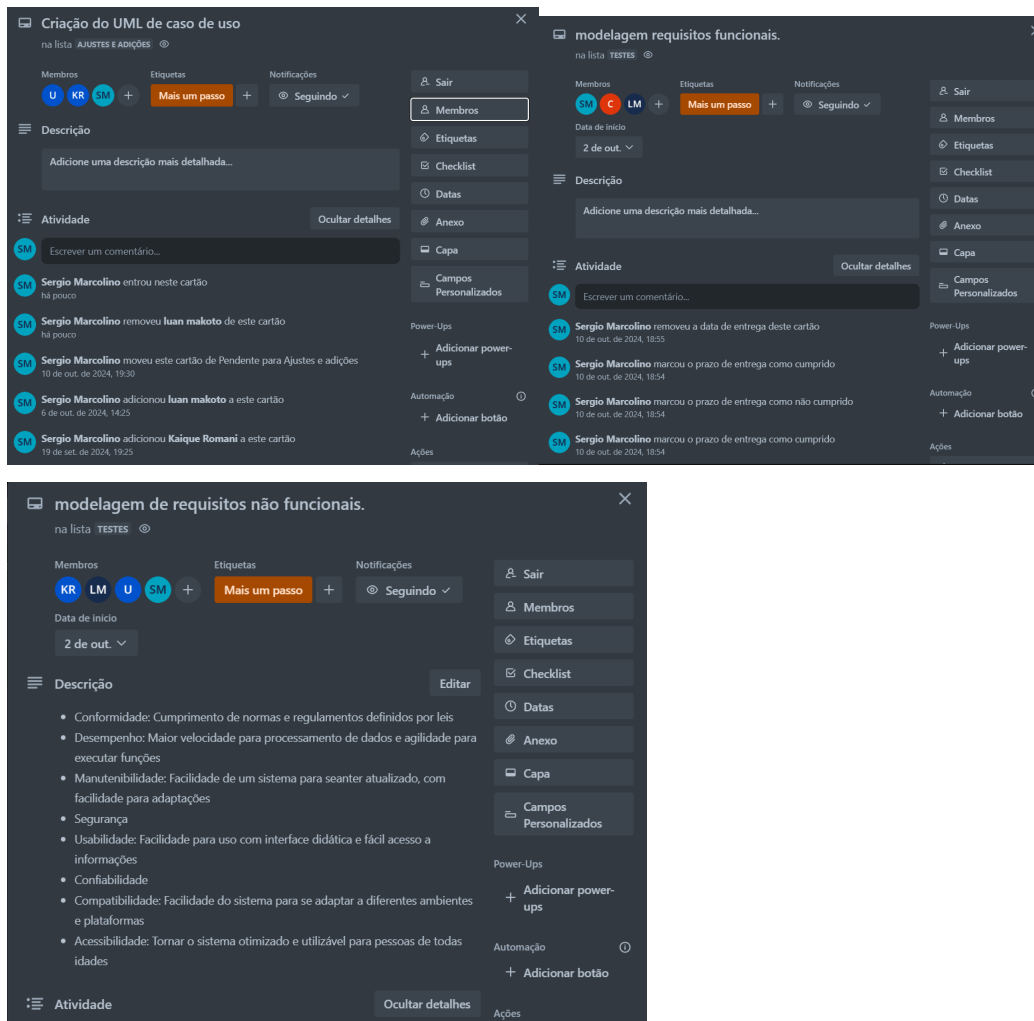 Criação do UML de caso de uso
na lista AJUSTES E ADIÇÕES
Membros
Etiquetas
Notificações
U KR SM +
Mais um passo +
Seguindo
Descrição
Adicione uma descrição mais detalhada...
Atividade
Ocultar detalhes
SM Escrever um comentário...
SM Sergio Marcolino entrou neste cartão
há pouco
SM Sergio Marcolino removeu luan makoto de este cartão
há pouco
SM Sergio Marcolino moveu este cartão de Pendente para Ajustes e adições
10 de out. de 2024, 19:30
SM Sergio Marcolino adicionou luan makoto a este cartão
6 de out. de 2024, 14:25
SM Sergio Marcolino adicionou Kaique Romani a este cartão
19 de set. de 2024, 19:25
Sair
Membros
Etiquetas
Checklist
Datas
Anexo
Capa
Campos
Personalizados
Power-Ups
+ Adicionar power-
ups
Automação
+ Adicionar botão
Ações
modelagem requisitos funcionais.
na lista TESTES
Membros
Etiquetas
Notificações
SM C LM +
Mais um passo +
Seguindo
Data de início
2 de out.
Descrição
Adicione uma descrição mais detalhada...
Atividade
Ocultar detalhes
SM Escrever um comentário...
SM Sergio Marcolino removeu a data de entrega deste cartão
10 de out. de 2024, 18:55
SM Sergio Marcolino marcou o prazo de entrega como cumprido
10 de out. de 2024, 18:54
SM Sergio Marcolino marcou o prazo de entrega como não cumprido
10 de out. de 2024, 18:54
SM Sergio Marcolino marcou o prazo de entrega como cumprido
10 de out. de 2024, 18:54
Sair
Membros
Etiquetas
Checklist
Datas
Anexo
Capa
Campos
Personalizados
Power-Ups
+ Adicionar power-
ups
Automação
+ Adicionar botão
Ações
modelagem de requisitos não funcionais.
na lista TESTES
Membros
Etiquetas
Notificações
KR LM U SM +
Mais um passo +
Seguindo
Data de início
2 de out.
Descrição
Editar
• Conformidade: Cumprimento de normas e regulamentos definidos por leis
• Desempenho: Maior velocidade para processamento de dados e agilidade para
executar funções
• Manutenibilidade: Facilidade de um sistema para seanter atualizado, com
facilidade para adaptações
• Segurança
• Usabilidade: Facilidade para uso com interface didática e fácil acesso a
informações
• Confiabilidade
• Compatibilidade: Facilidade do sistema para se adaptar a diferentes ambientes
e plataformas
• Acessibilidade: Tornar o sistema otimizado e utilizável para pessoas de todas
idades
Atividade
Ocultar detalhes
Sair
Membros
Etiquetas
Checklist
Datas
Anexo
Capa
Campos
Personalizados
Power-Ups
+ Adicionar power-
ups
Automação
+ Adicionar botão
Ações